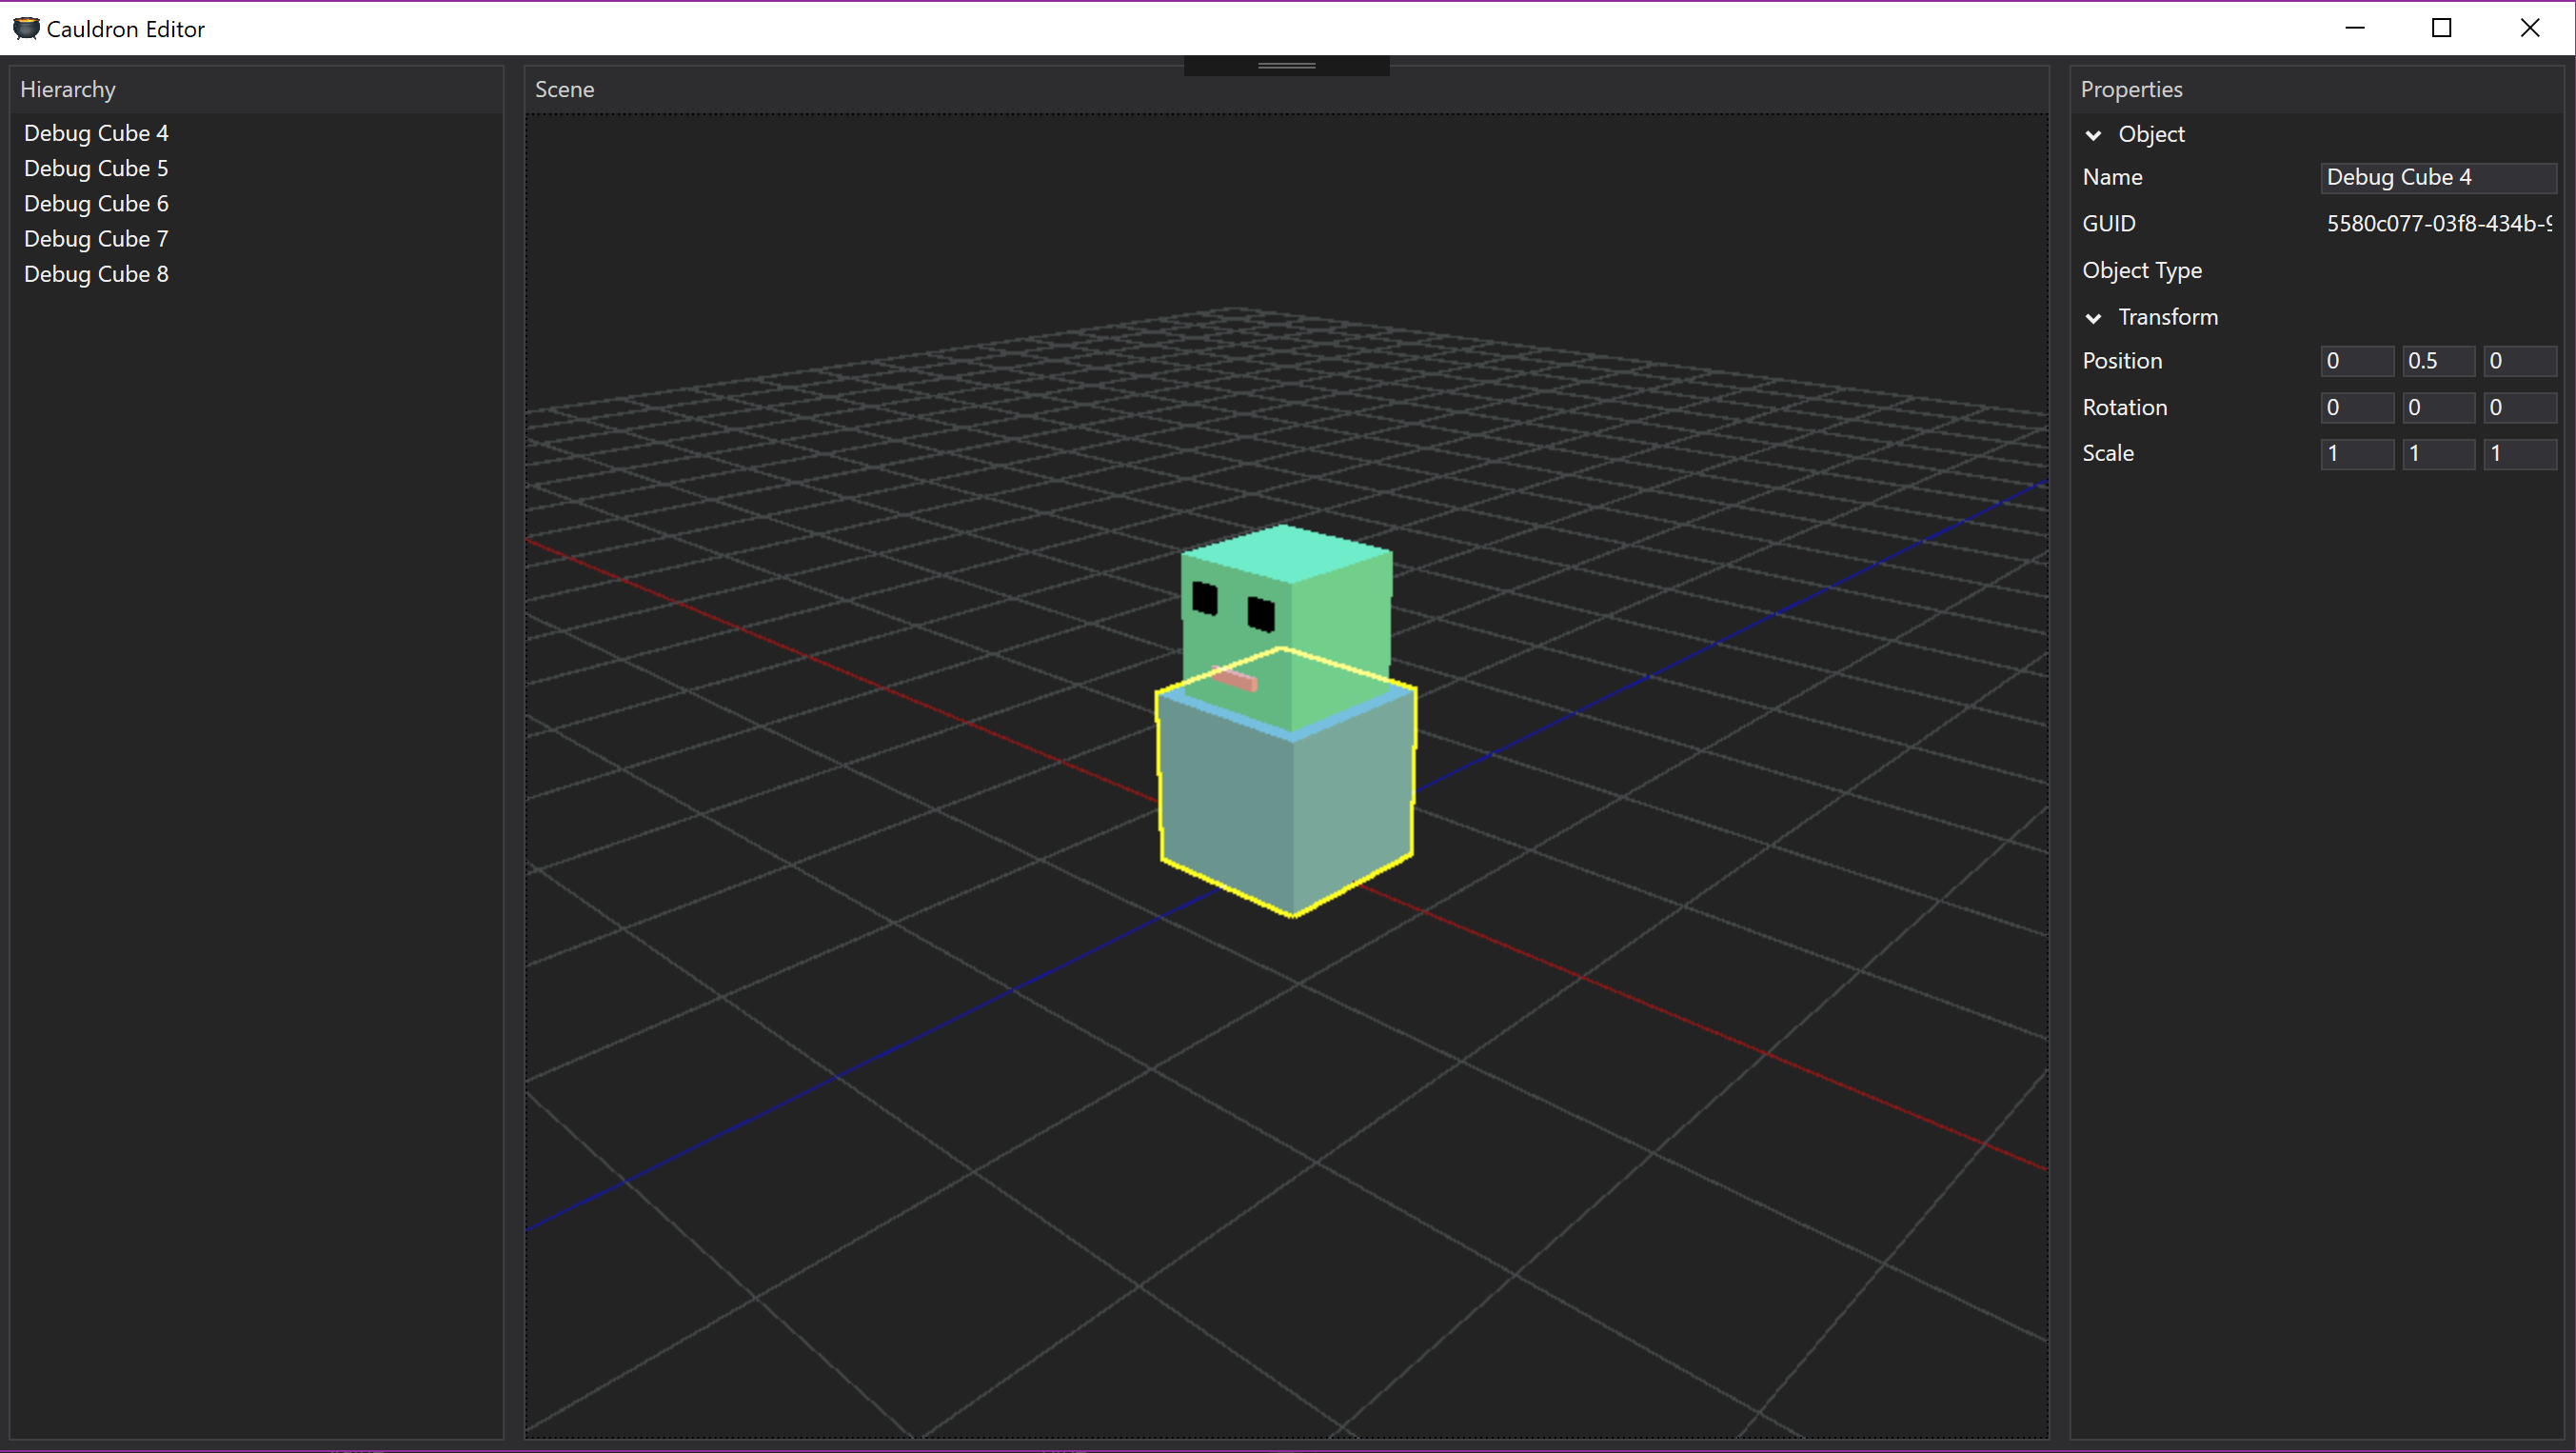 Cauldron Editor
Hierarchy
Debug Cube 4
Debug Cube 5
Debug Cube 6
Debug Cube 7
Debug Cube 8
Scene
Properties
Object
Name Debug Cube 4
GUID 5580c077-03f8-434b-
Object Type
Transform
Position 0 0.5 0
Rotation 0 0 0
Scale 1 1 1